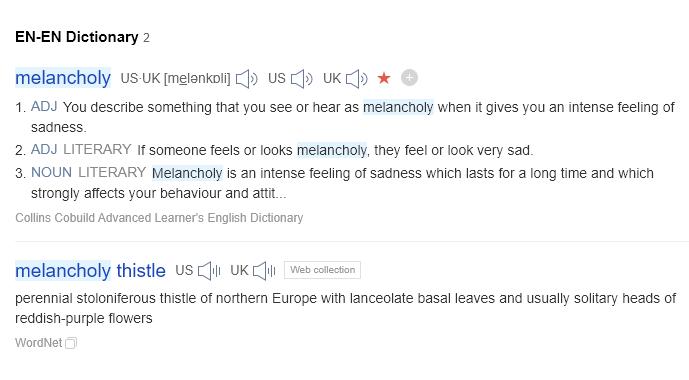 EN-EN Dictionary 2
melancholy US·UK [melənkɒli] US UK
1. ADJ You describe something that you see or hear as melancholy when it gives you an intense feeling of
sadness.
2. ADJ LITERARY If someone feels or looks melancholy, they feel or look very sad.
3. NOUN LITERARY Melancholy is an intense feeling of sadness which lasts for a long time and which
strongly affects your behaviour and attit...
Collins Cobuild Advanced Learner's English Dictionary
melancholy thistle US UK Web collection
perennial stoloniferous thistle of northern Europe with lanceolate basal leaves and usually solitary heads of
reddish-purple flowers
WordNet